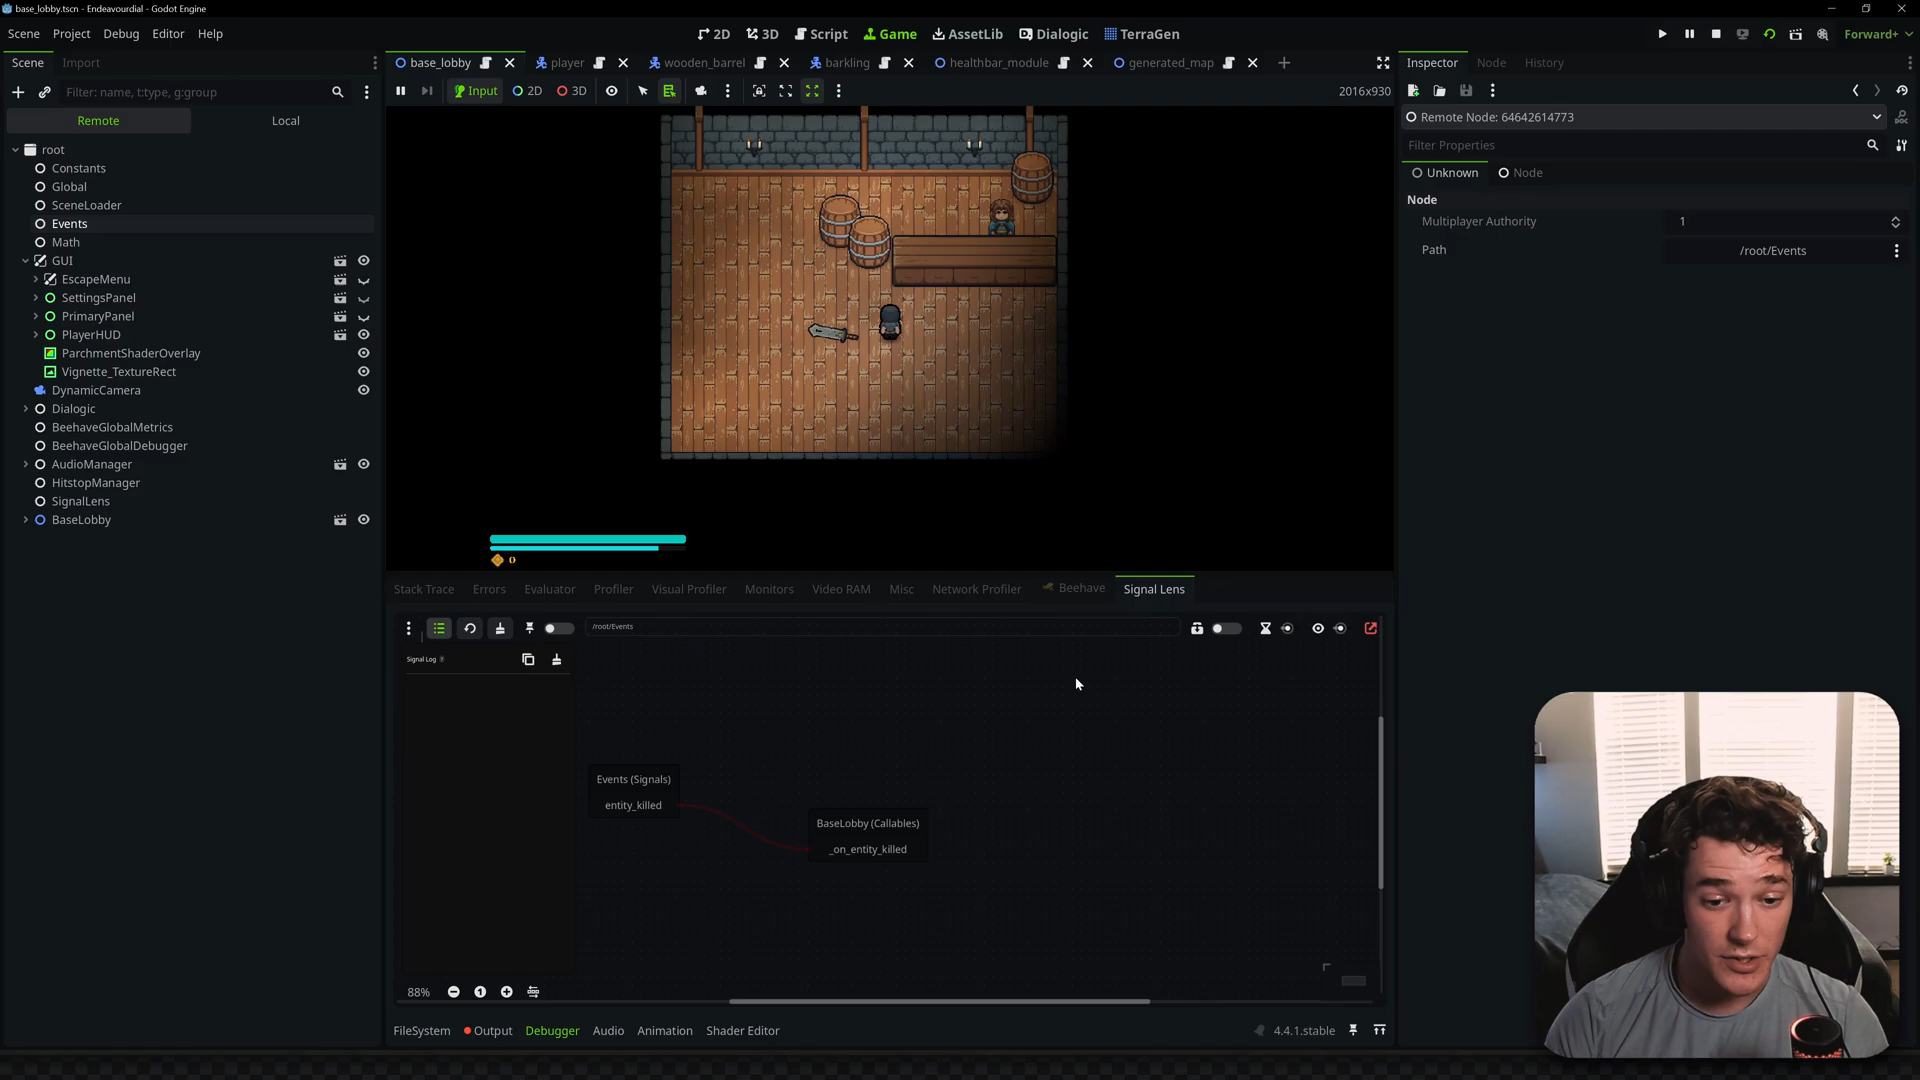 base_lobby.tscn - Endeavourdial - Godot Engine
Scene Project Debug Editor Help
2D 3D Script Game AssetLib Dialogic TerraGen
Forward+
Scene Import
base_lobby player wooden_barrel barkling healthbar_module generated_map
Inspector Node History
Filter: name, t:type, g:group
Input 2D 3D
2016x930
Remote Local
Remote Node: 64642614773
Filter Properties
Unknown Node
Node
Multiplayer Authority 1
Path /root/Events
root
Constants
Global
SceneLoader
Events
Math
GUI
EscapeMenu
SettingsPanel
PrimaryPanel
PlayerHUD
ParchmentShaderOverlay
Vignette_TextureRect
DynamicCamera
Dialogic
BeehaveGlobalMetrics
BeehaveGlobalDebugger
AudioManager
HitstopManager
SignalLens
BaseLobby
0
Stack Trace Errors Evaluator Profiler Visual Profiler Monitors Video RAM Misc Network Profiler Beehave Signal Lens
/root/Events
Signal Log ?
Events (Signals)
entity_killed
BaseLobby (Callables)
_on_entity_killed
88%
FileSystem Output Debugger Audio Animation Shader Editor
4.4.1.stable